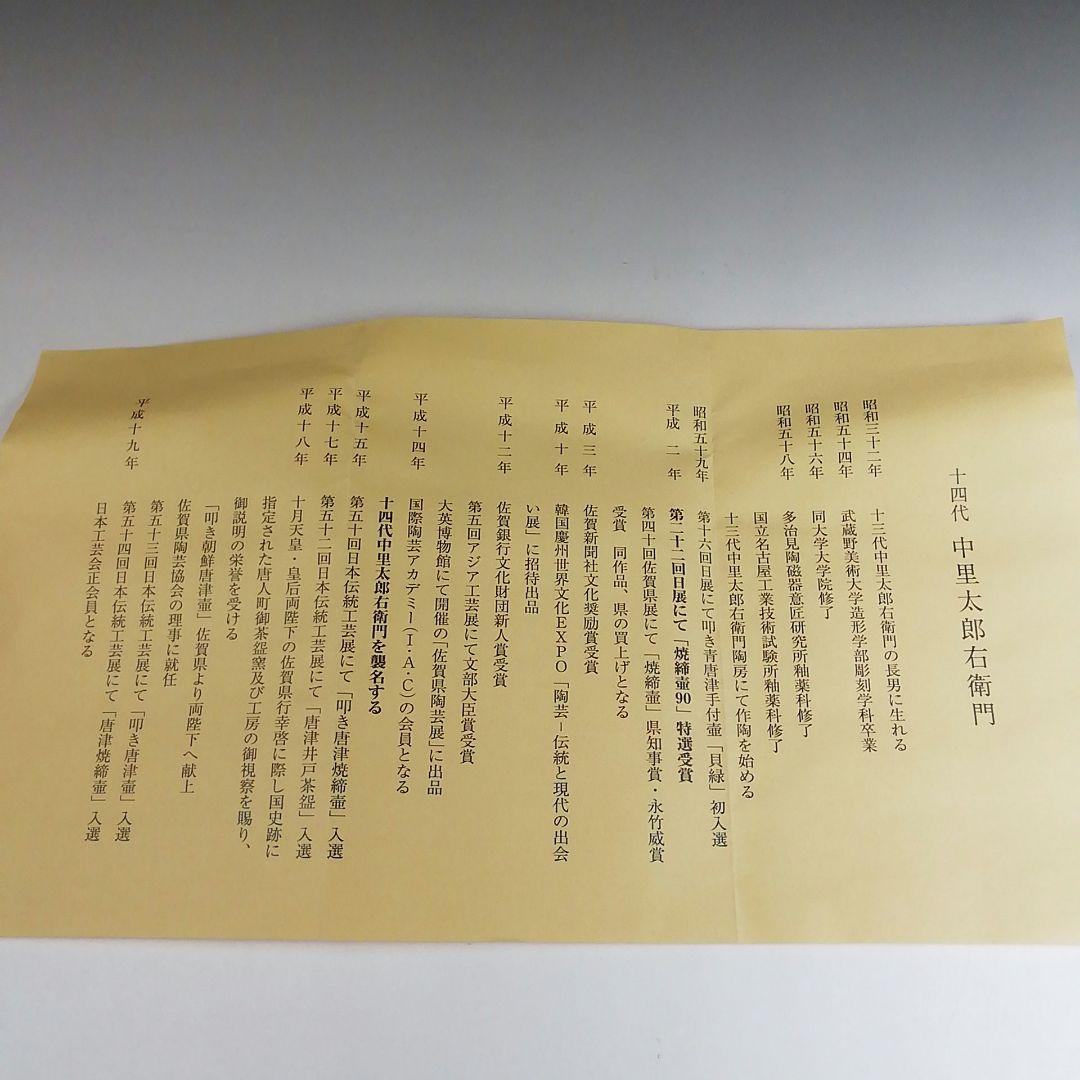 十四代 中里太郎右衛門
昭和三十二年 十三代中里太郎右衛門の長男に生れる
昭和五十四年 武蔵野美術大学造形学部彫刻学科卒業
昭和五十六年 同大学大学院修了
昭和五十八年 多治見陶磁器意匠研究所釉薬科修了
国立名古屋工業技術試験所釉薬科修了
十三代中里太郎右衛門陶房にて作陶を始める
昭和五十九年 第十六回日展にて叩き青唐津手付壺「貝緑」初入選
平成二年 第二十二回日展にて「焼締壺90」特選受賞
第四十回佐賀県展にて「焼締壺」県知事賞・永竹威賞
受賞 同作品、県の買上げとなる
平成三年 佐賀新聞社文化奨励賞受賞
平成十年 韓国慶州世界文化EXPO「陶芸−伝統と現代の出会
い展」に招待出品
平成十二年 佐賀銀行文化財団新人賞受賞
第五回アジア工芸展にて文部大臣賞受賞
大英博物館にて開催の「佐賀県陶芸展」に出品
平成十四年 国際陶芸アカデミー(I・A・C)の会員となる
十四代中里太郎右衛門を襲名する
平成十五年 第五十回日本伝統工芸展にて「叩き唐津焼締壺」入選
平成十七年 第五十二回日本伝統工芸展にて「唐津井戸茶盌」入選
平成十八年 十月天皇・皇后両陛下の佐賀県行幸啓に際し国史跡に
指定された唐人町御茶盌窯及び工房の御視察を賜り、
御説明の栄誉を受ける
「叩き朝鮮唐津壺」佐賀県より両陛下へ献上
佐賀県陶芸協会の理事に就任
第五十三回日本伝統工芸展にて「叩き唐津壺」入選
平成十九年 第五十四回日本伝統工芸展にて「唐津焼締壺」入選
日本工芸会正会員となる